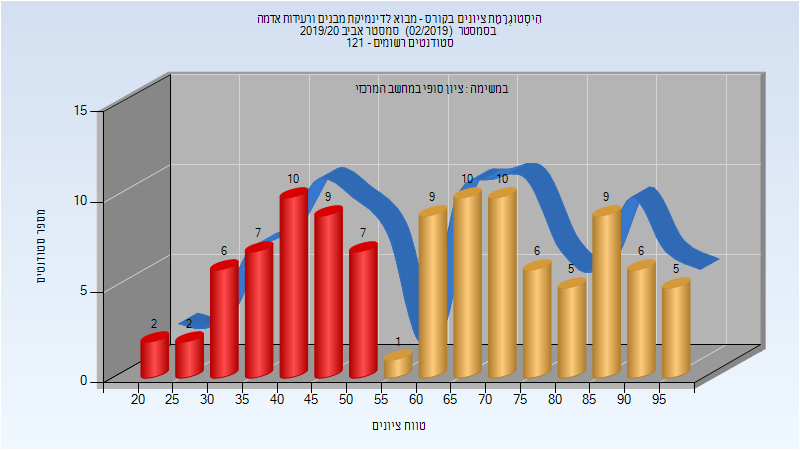 היסטוגרמת ציונים בקורס - מבוא לדינמיקת מבנים ורעידות אדמה
בסמסטר (02/2019) סמסטר אביב 2019/20
סטודנטים רשומים - 121
במשימה : ציון סופי במחשב המרכזי
15
10
5
0
מספר סטודנטים
2
2
6
7
10
9
7
1
9
10
10
6
5
9
6
5
20 25 30 35 40 45 50 55 60 65 70 75 80 85 90 95
טווח ציונים